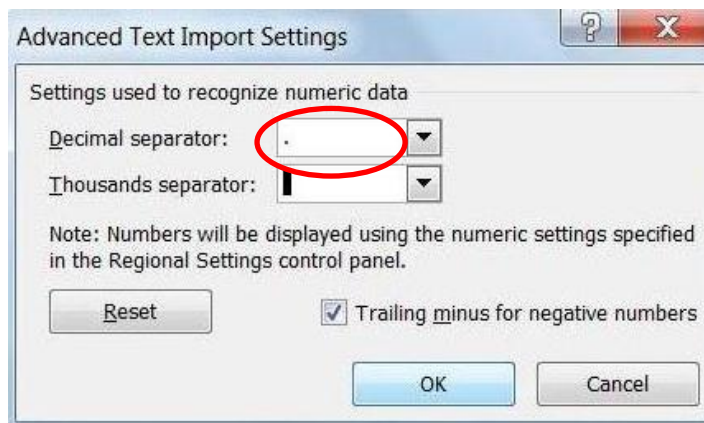 Advanced Text Import Settings
Settings used to recognize numeric data
Decimal separator: .
Thousands separator:
Note: Numbers will be displayed using the numeric settings specified
in the Regional Settings control panel.
Reset
Trailing minus for negative numbers
OK
Cancel